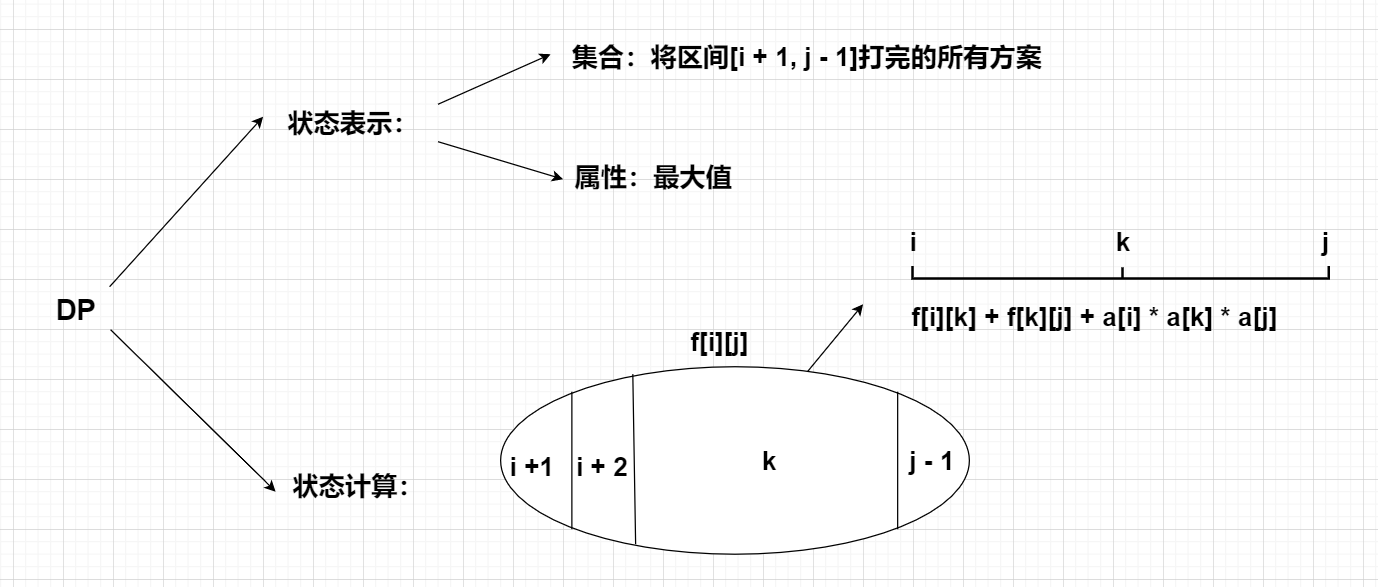 集合：将区间[i + 1, j - 1]打完的所有方案
状态表示：
属性：最大值
i k j
DP
f[i][k] + f[k][j] + a[i] * a[k] * a[j]
f[i][j]
i +1 i + 2 k j - 1
状态计算：